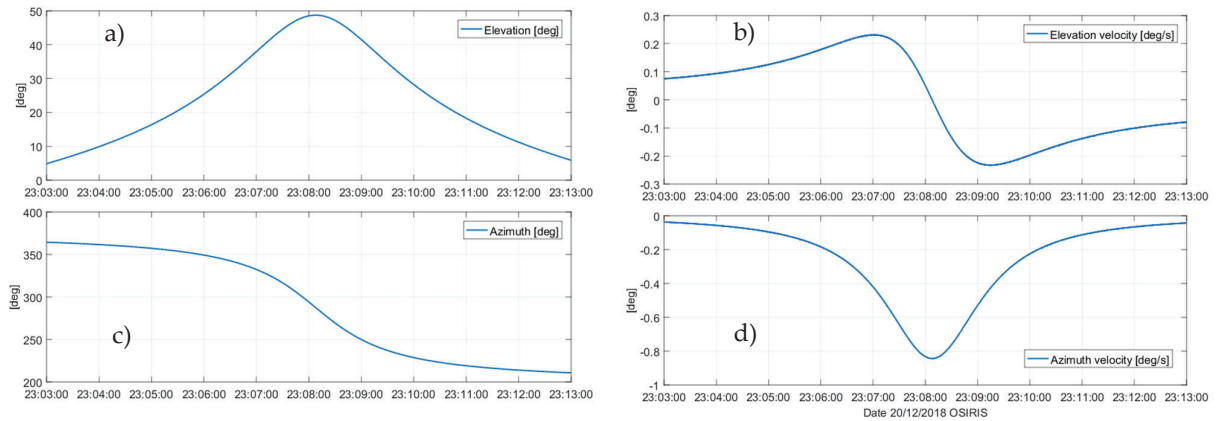 a)
Elevation [deg]
[deg]
50
40
30
20
10
0
23:03:00 23:04:00 23:05:00 23:06:00 23:07:00 23:08:00 23:09:00 23:10:00 23:11:00 23:12:00 23:13:00
b)
Elevation velocity [deg/s]
[deg]
0.3
0.2
0.1
0
-0.1
-0.2
-0.3
23:03:00 23:04:00 23:05:00 23:06:00 23:07:00 23:08:00 23:09:00 23:10:00 23:11:00 23:12:00 23:13:00
c)
Azimuth [deg]
[deg]
400
350
300
250
200
23:03:00 23:04:00 23:05:00 23:06:00 23:07:00 23:08:00 23:09:00 23:10:00 23:11:00 23:12:00 23:13:00
d)
Azimuth velocity [deg/s]
[deg]
0
-0.2
-0.4
-0.6
-0.8
-1
23:03:00 23:04:00 23:05:00 23:06:00 23:07:00 23:08:00 23:09:00 23:10:00 23:11:00 23:12:00 23:13:00
Date 20/12/2018 OSIRIS